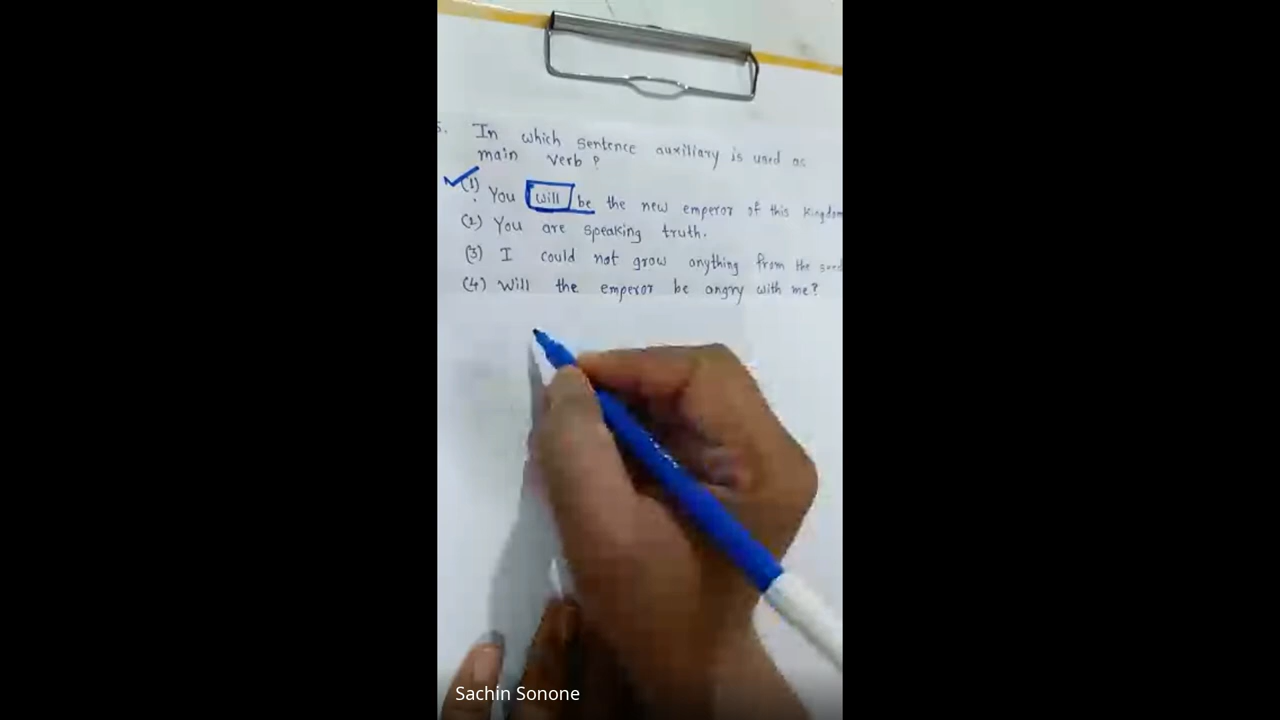 5. In which sentence auxiliary is used as
main verb?
(1) You will be the new emperor of this kingdom
(2) You are speaking truth.
(3) I could not grow anything from the seed
(4) Will the emperor be angry with me?
Sachin Sonone